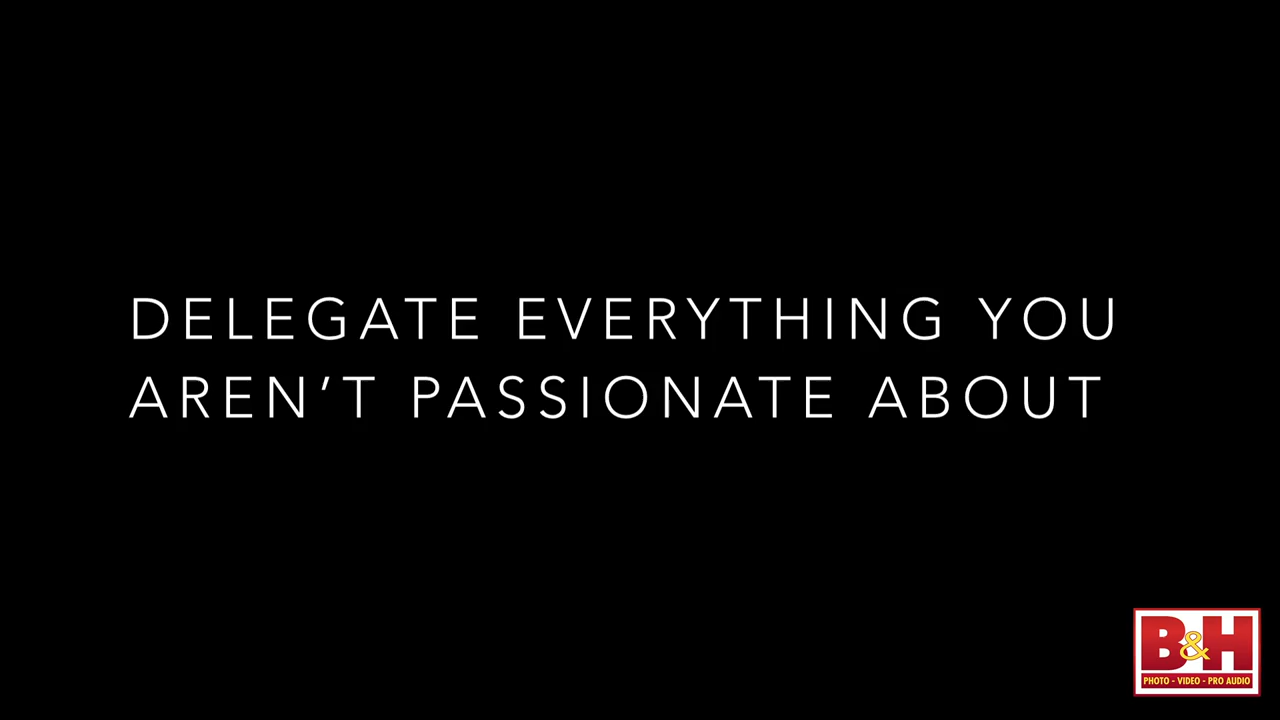 DELEGATE EVERYTHING YOU
AREN’T PASSIONATE ABOUT
B&H
PHOTO - VIDEO - PRO AUDIO